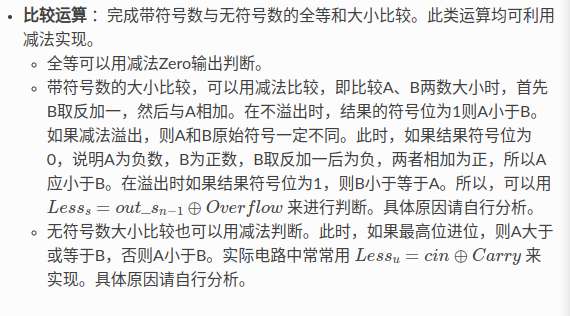 • 比较运算 ：完成带符号数与无符号数的全等和大小比较。此类运算均可利用
减法实现。
◦ 全等可以用减法Zero输出判断。
◦ 带符号数的大小比较，可以用减法比较，即比较A、B两数大小时，首先
B取反加一，然后与A相加。在不溢出时，结果的符号位为1则A小于B。
如果减法溢出，则A和B原始符号一定不同。此时，如果结果符号位为
0，说明A为负数，B为正数，B取反加一后为负，两者相加为正，所以A
应小于B。在溢出时如果结果符号位为1，则B小于等于A。所以，可以用
Less_s = out_s_{n−1} ⊕ Overflow 来进行判断。具体原因请自行分析。
◦ 无符号数大小比较也可以用减法判断。此时，如果最高位进位，则A大于
或等于B，否则A小于B。实际电路中常常用 Less_u = cin ⊕ Carry 来
实现。具体原因请自行分析。